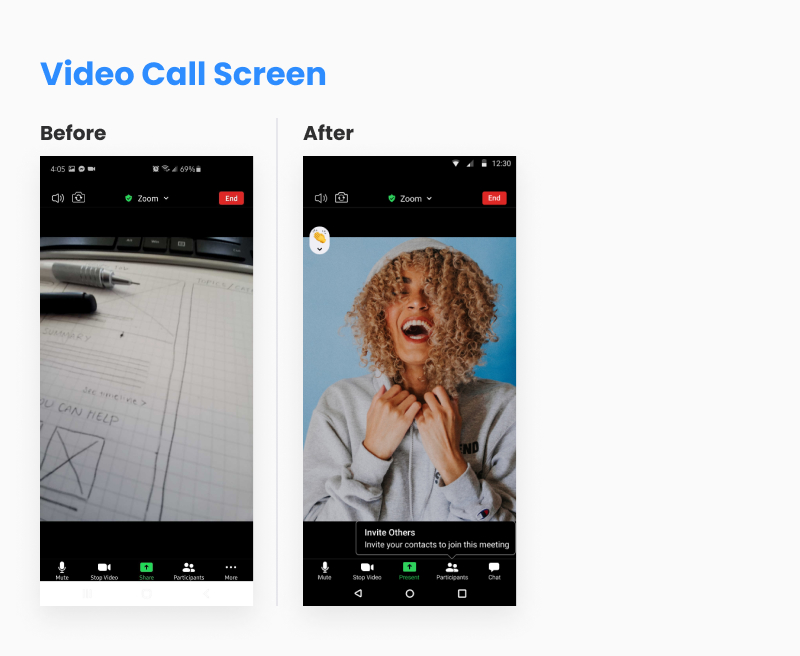 Video Call Screen
Before
After
4:05
69%
Zoom
End
SUMMARY
See timeline>
YOU CAN HELP
Mute
Stop Video
Share
Participants
More
12:30
Zoom
End
END
Invite Others
Invite your contacts to join this meeting
Mute
Stop Video
Present
Participants
Chat